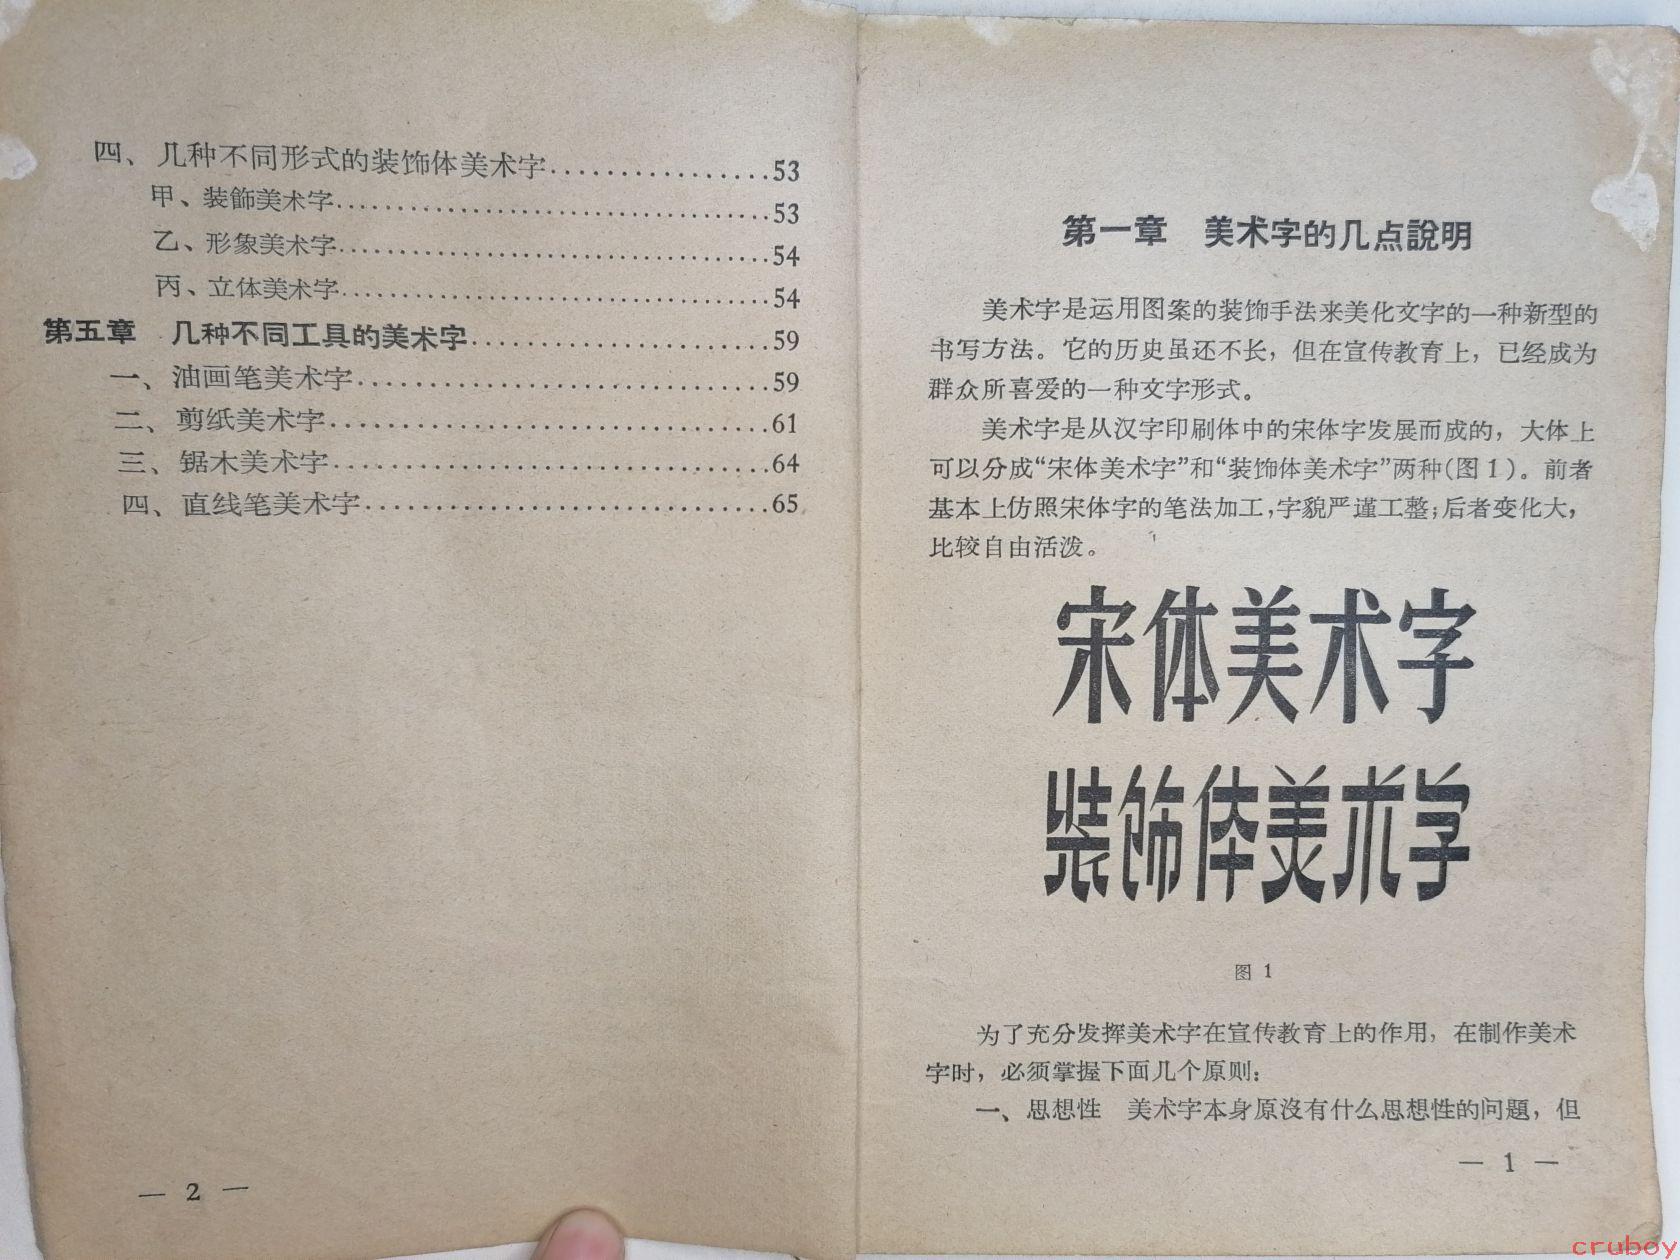 四、几种不同形式的装饰体美术字................53
甲、装飾美术字................53
乙、形象美术字................54
丙、立体美术字................54
第五章 几种不同工具的美术字................59
一、油画笔美术字................59
二、剪纸美术字................61
三、锯木美术字................64
四、直线笔美术字................65
— 2 —
第一章 美术字的几点說明
美术字是运用图案的装饰手法来美化文字的一种新型的
书写方法。它的历史虽还不长，但在宣传教育上，已经成为
群众所喜爱的一种文字形式。
美术字是从汉字印刷体中的宋体字发展而成的，大体上
可以分成“宋体美术字”和“装饰体美术字”两种(图1)。前者
基本上仿照宋体字的笔法加工，字貌严谨工整；后者变化大，
比较自由活泼。
宋体美术字
装饰体美术字
图 1
为了充分发挥美术字在宣传教育上的作用，在制作美术
字时，必须掌握下面几个原则：
一、思想性 美术字本身原沒有什么思想性的问題，但
— 1 —
cruboy